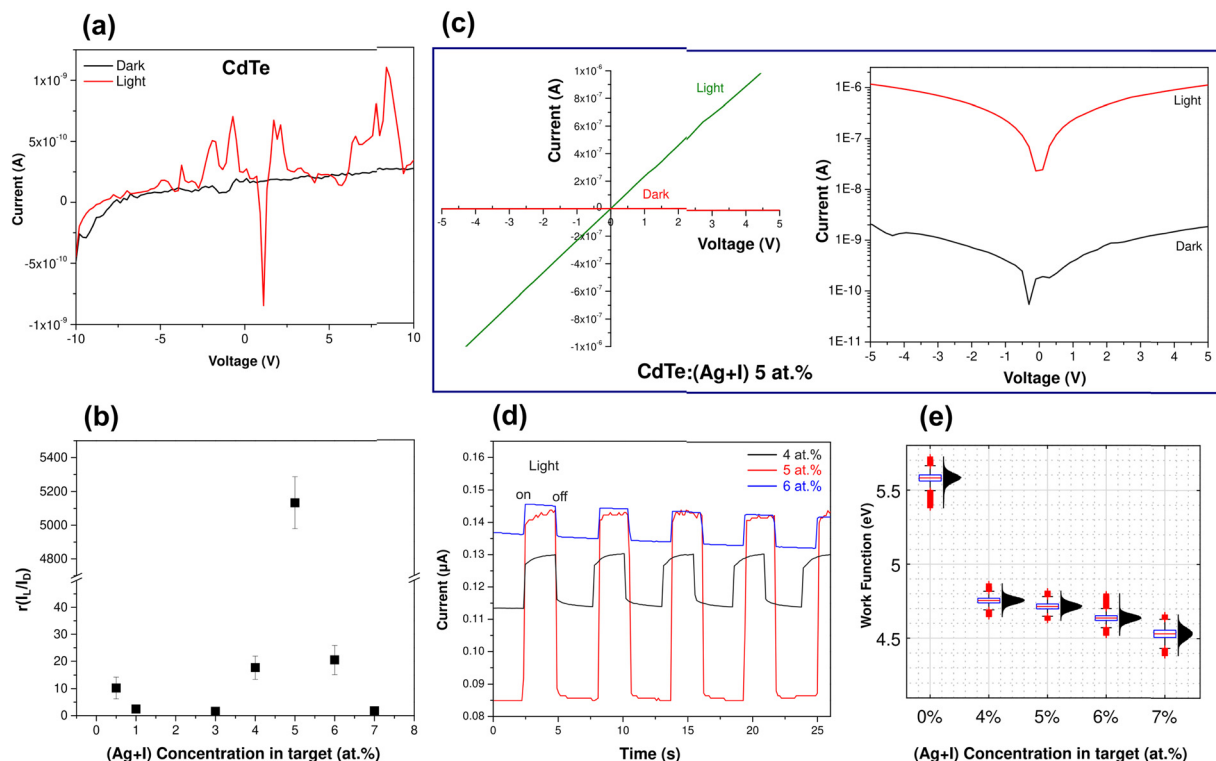 (a)
Dark
Light
CdTe
1x10⁻⁹
5x10⁻¹⁰
0
-5x10⁻¹⁰
-1x10⁻⁹
Current (A)
-10 -5 0 5 10
Voltage (V)
(c)
Current (A)
1x10⁻⁶
8x10⁻⁷
6x10⁻⁷
4x10⁻⁷
2x10⁻⁷
0
-2x10⁻⁷
-4x10⁻⁷
-6x10⁻⁷
-8x10⁻⁷
-1x10⁻⁶
Light
Dark
-5 -4 -3 -2 -1 0 1 2 3 4 5
Voltage (V)
CdTe:(Ag+I) 5 at.%
Current (A)
1E-6
1E-7
1E-8
1E-9
1E-10
1E-11
Light
Dark
-5 -4 -3 -2 -1 0 1 2 3 4 5
Voltage (V)
(b)
r(I_L/I_D)
5400
5200
5000
4800
4600
40
30
20
10
0
0 1 2 3 4 5 6 7 8
(Ag+I) Concentration in target (at.%)
(d)
Current (µA)
0.16
0.15
0.14
0.13
0.12
0.11
0.10
0.09
0.08
Light
on off
4 at.%
5 at.%
6 at.%
0 5 10 15 20 25
Time (s)
(e)
Work Function (eV)
5.5
5
4.5
0% 4% 5% 6% 7%
(Ag+I) Concentration in target (at.%)